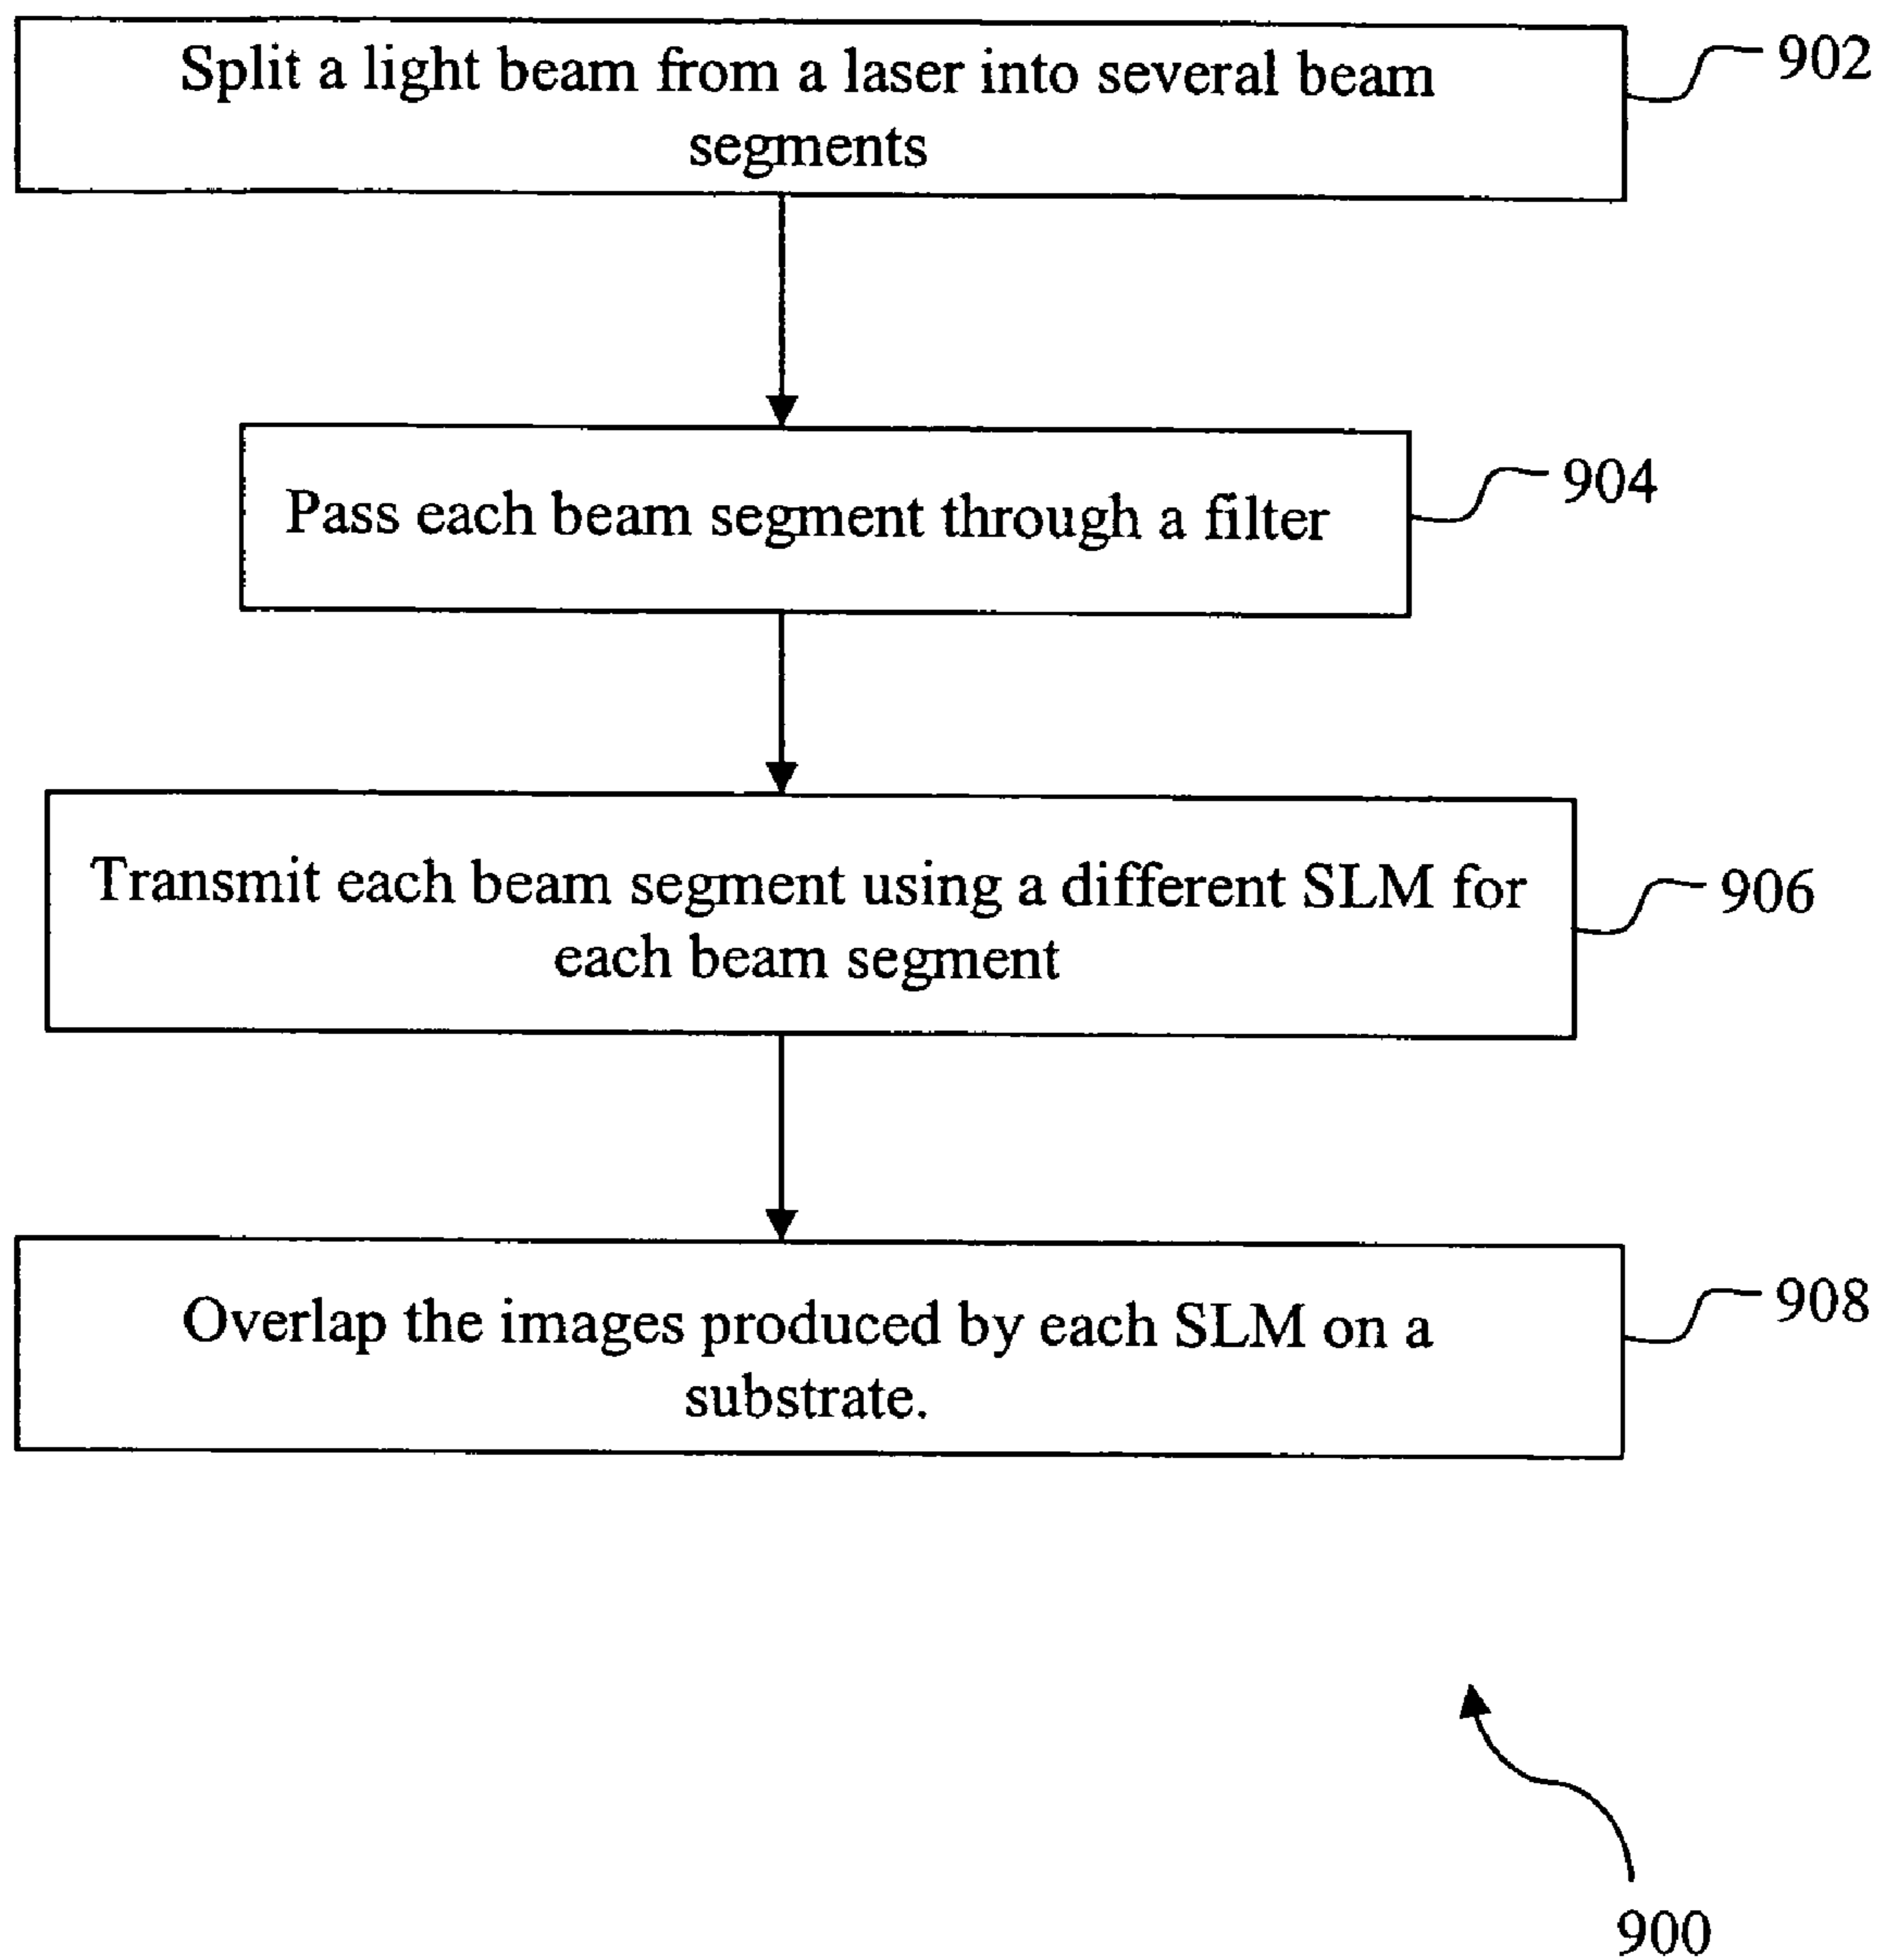 Split a light beam from a laser into several beam
segments
902
Pass each beam segment through a filter
904
Transmit each beam segment using a different SLM for
each beam segment
906
Overlap the images produced by each SLM on a
substrate.
908
900